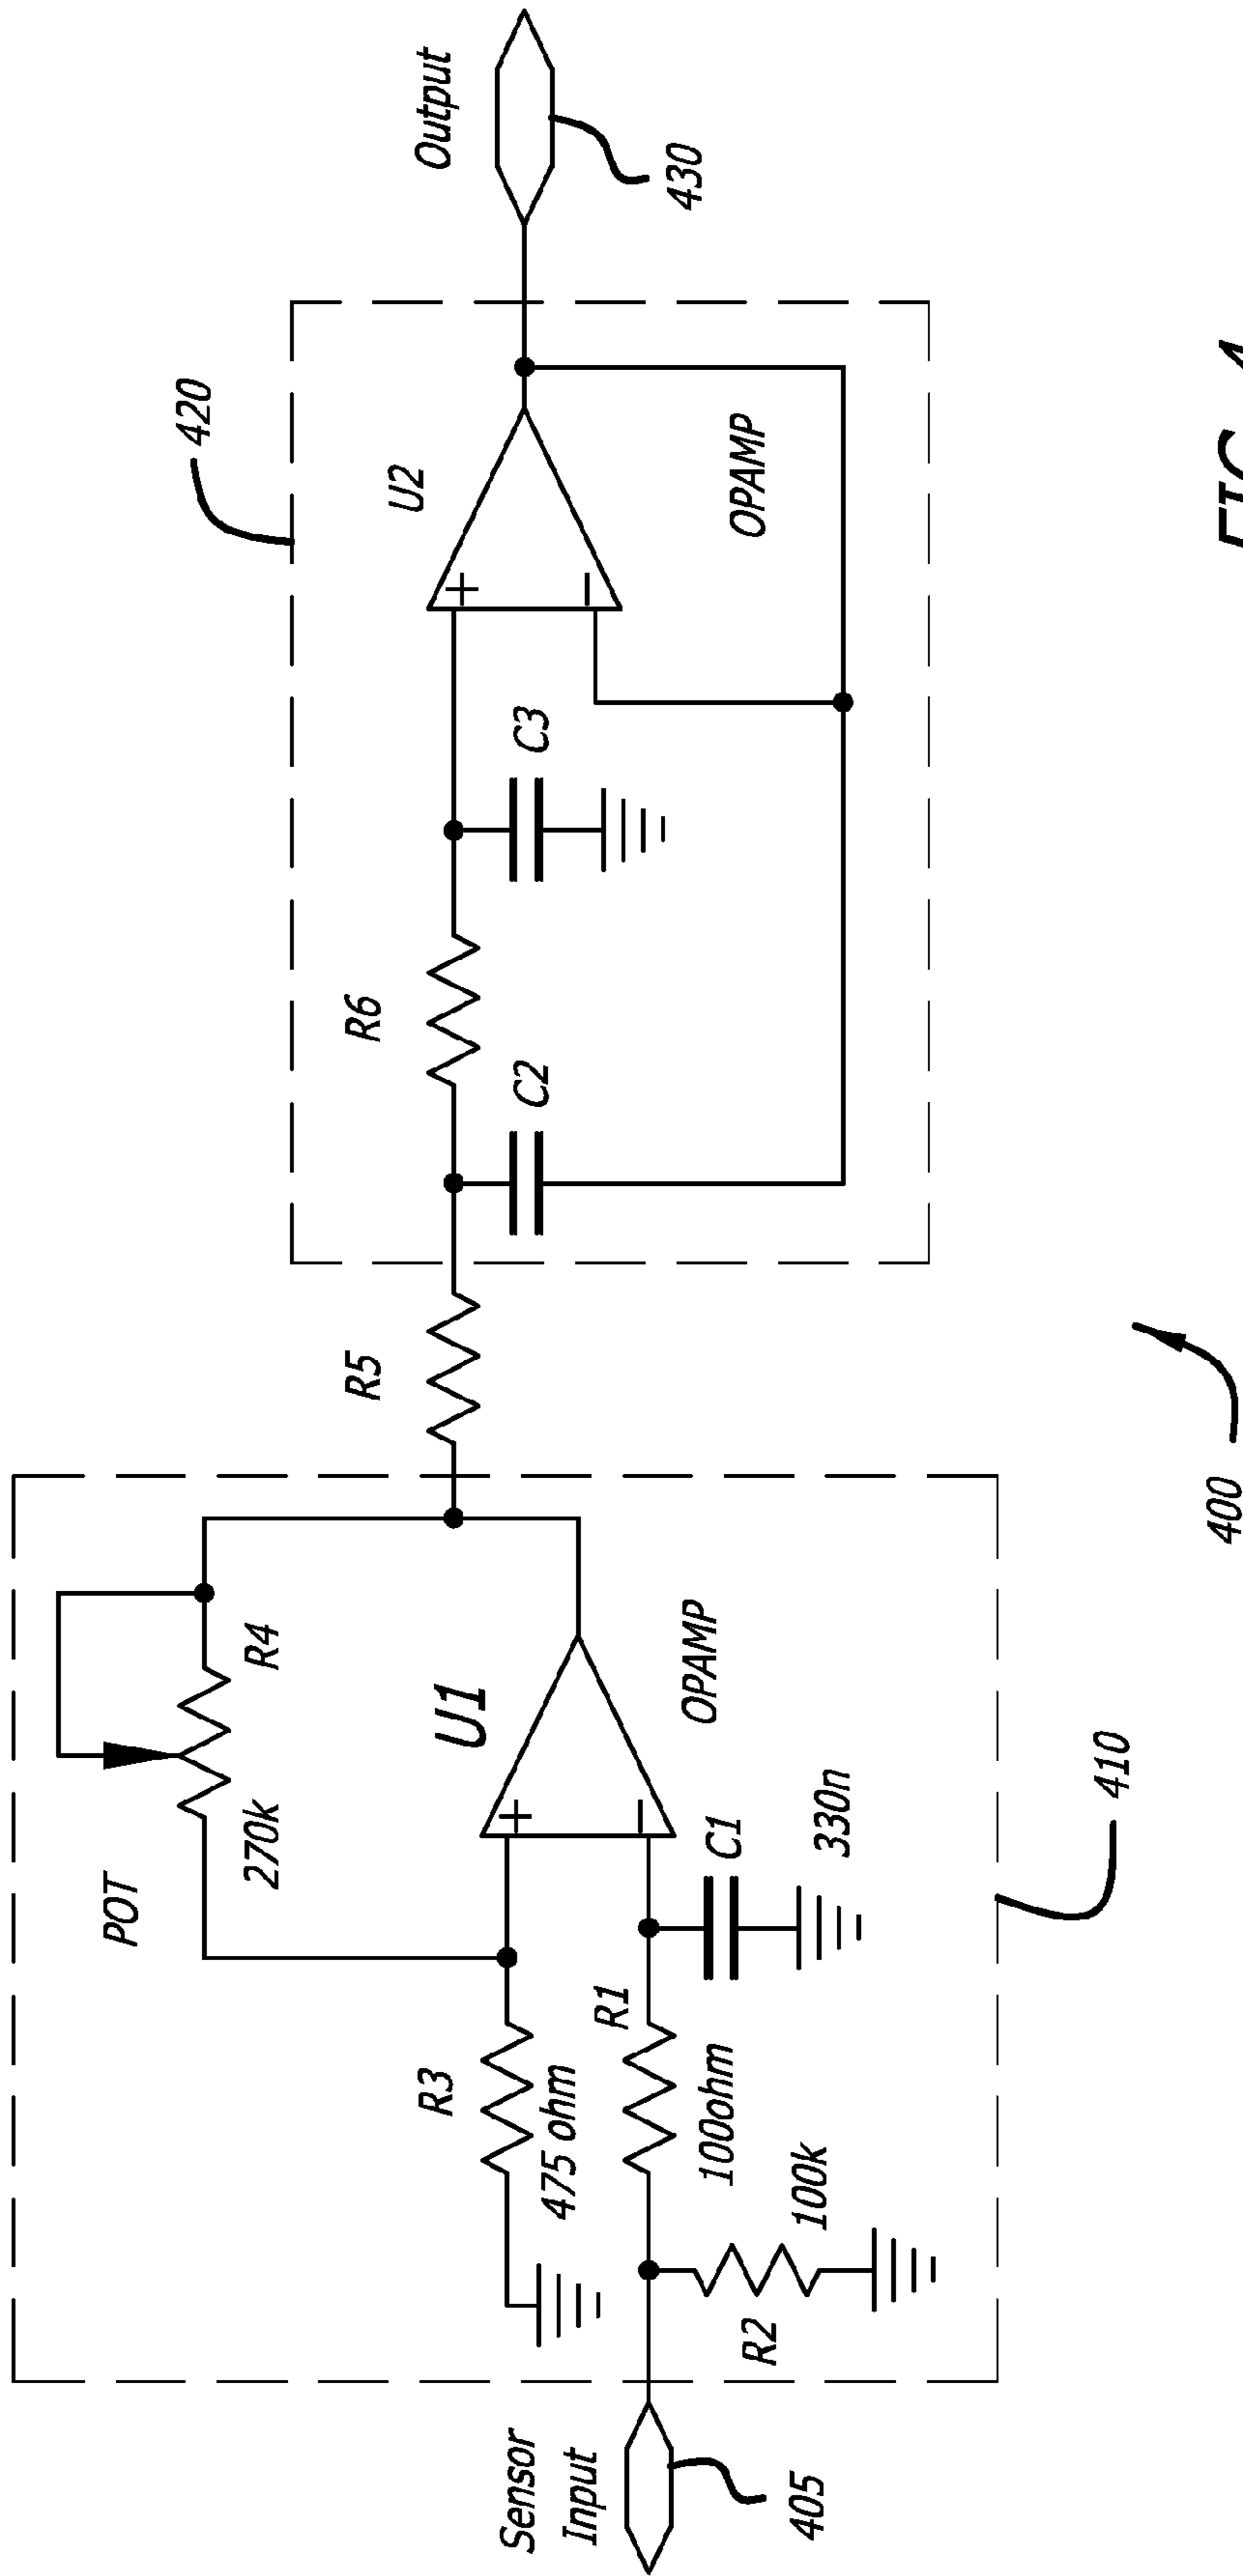 Sensor
Input
405
R2
100k
R3
475 ohm
R1
100ohm
C1
330n
POT
270k
R4
U1
+
−
OPAMP
410
R5
C2
R6
C3
420
U2
+
−
OPAMP
Output
430
400